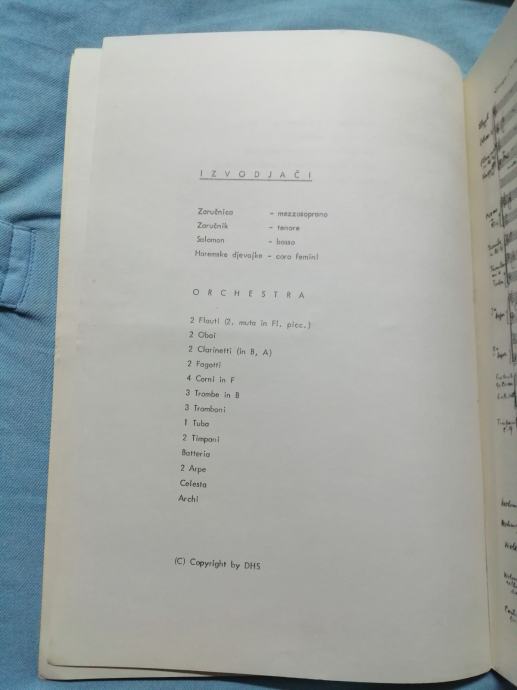 IZVODJAČI
Zaručnica - mezzosoprano
Zaručnik - tenore
Salamon - basso
Haremske djevojke - coro femini
ORCHESTRA
2 Flauti (2. muta in Fl. picc.)
2 Oboi
2 Clarinetti (in B, A)
2 Fagotti
4 Corni in F
3 Trombe in B
3 Tromboni
1 Tuba
2 Timpani
Batteria
2 Arpe
Celesta
Archi
(C) Copyright by DHS